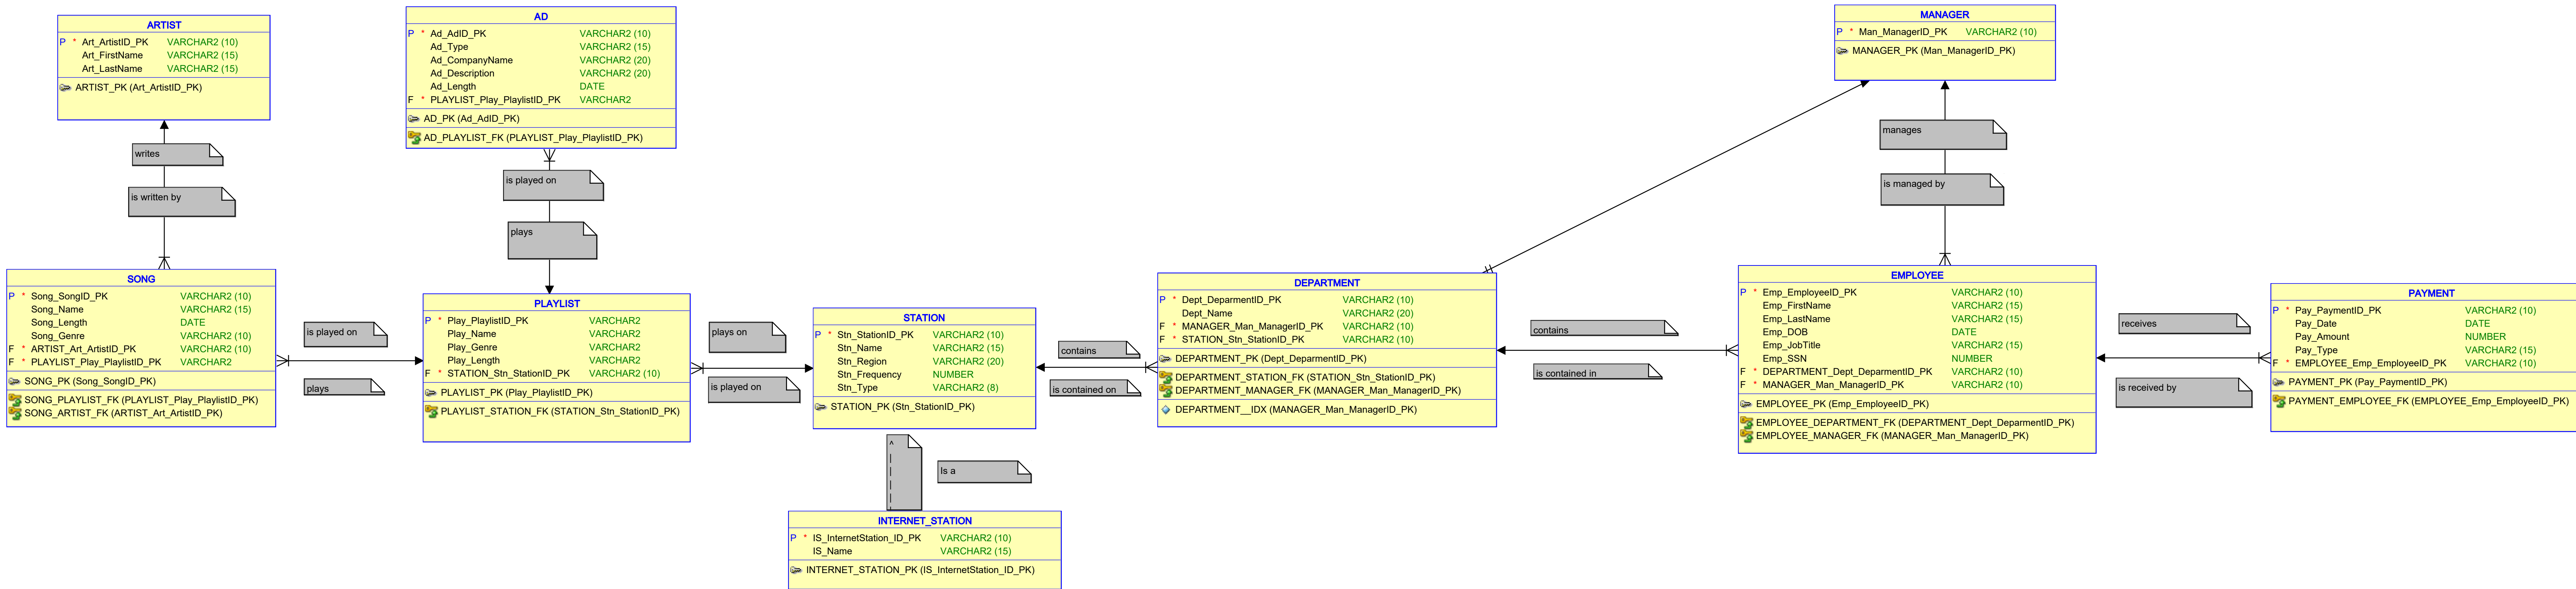 ARTIST
P * Art_ArtistID_PK VARCHAR2 (10)
Art_FirstName VARCHAR2 (15)
Art_LastName VARCHAR2 (15)
ARTIST_PK (Art_ArtistID_PK)
writes
is written by
AD
P * Ad_AdID_PK VARCHAR2 (10)
Ad_Type VARCHAR2 (15)
Ad_CompanyName VARCHAR2 (20)
Ad_Description VARCHAR2 (20)
Ad_Length DATE
F * PLAYLIST_Play_PlaylistID_PK VARCHAR2
AD_PK (Ad_AdID_PK)
AD_PLAYLIST_FK (PLAYLIST_Play_PlaylistID_PK)
is played on
plays
MANAGER
P * Man_ManagerID_PK VARCHAR2 (10)
MANAGER_PK (Man_ManagerID_PK)
manages
is managed by
SONG
P * Song_SongID_PK VARCHAR2 (10)
Song_Name VARCHAR2 (15)
Song_Length DATE
Song_Genre VARCHAR2 (10)
F * ARTIST_Art_ArtistID_PK VARCHAR2 (10)
F * PLAYLIST_Play_PlaylistID_PK VARCHAR2
SONG_PK (Song_SongID_PK)
SONG_PLAYLIST_FK (PLAYLIST_Play_PlaylistID_PK)
SONG_ARTIST_FK (ARTIST_Art_ArtistID_PK)
is played on
plays
PLAYLIST
P * Play_PlaylistID_PK VARCHAR2
Play_Name VARCHAR2
Play_Genre VARCHAR2
Play_Length VARCHAR2
F * STATION_Stn_StationID_PK VARCHAR2 (10)
PLAYLIST_PK (Play_PlaylistID_PK)
PLAYLIST_STATION_FK (STATION_Stn_StationID_PK)
plays on
is played on
STATION
P * Stn_StationID_PK VARCHAR2 (10)
Stn_Name VARCHAR2 (15)
Stn_Region VARCHAR2 (20)
Stn_Frequency NUMBER
Stn_Type VARCHAR2 (8)
STATION_PK (Stn_StationID_PK)
contains
is contained on
DEPARTMENT
P * Dept_DeparmentID_PK VARCHAR2 (10)
Dept_Name VARCHAR2 (20)
F * MANAGER_Man_ManagerID_PK VARCHAR2 (10)
F * STATION_Stn_StationID_PK VARCHAR2 (10)
DEPARTMENT_PK (Dept_DeparmentID_PK)
DEPARTMENT_STATION_FK (STATION_Stn_StationID_PK)
DEPARTMENT_MANAGER_FK (MANAGER_Man_ManagerID_PK)
DEPARTMENT__IDX (MANAGER_Man_ManagerID_PK)
contains
is contained in
EMPLOYEE
P * Emp_EmployeeID_PK VARCHAR2 (10)
Emp_FirstName VARCHAR2 (15)
Emp_LastName VARCHAR2 (15)
Emp_DOB DATE
Emp_JobTitle VARCHAR2 (15)
Emp_SSN NUMBER
F * DEPARTMENT_Dept_DeparmentID_PK VARCHAR2 (10)
F * MANAGER_Man_ManagerID_PK VARCHAR2 (10)
EMPLOYEE_PK (Emp_EmployeeID_PK)
EMPLOYEE_DEPARTMENT_FK (DEPARTMENT_Dept_DeparmentID_PK)
EMPLOYEE_MANAGER_FK (MANAGER_Man_ManagerID_PK)
receives
is received by
PAYMENT
P * Pay_PaymentID_PK VARCHAR2 (10)
Pay_Date DATE
Pay_Amount NUMBER
Pay_Type VARCHAR2 (15)
F * EMPLOYEE_Emp_EmployeeID_PK VARCHAR2 (10)
PAYMENT_PK (Pay_PaymentID_PK)
PAYMENT_EMPLOYEE_FK (EMPLOYEE_Emp_EmployeeID_PK)
^
|
|
|
|
|
Is a
INTERNET_STATION
P * IS_InternetStation_ID_PK VARCHAR2 (10)
IS_Name VARCHAR2 (15)
INTERNET_STATION_PK (IS_InternetStation_ID_PK)